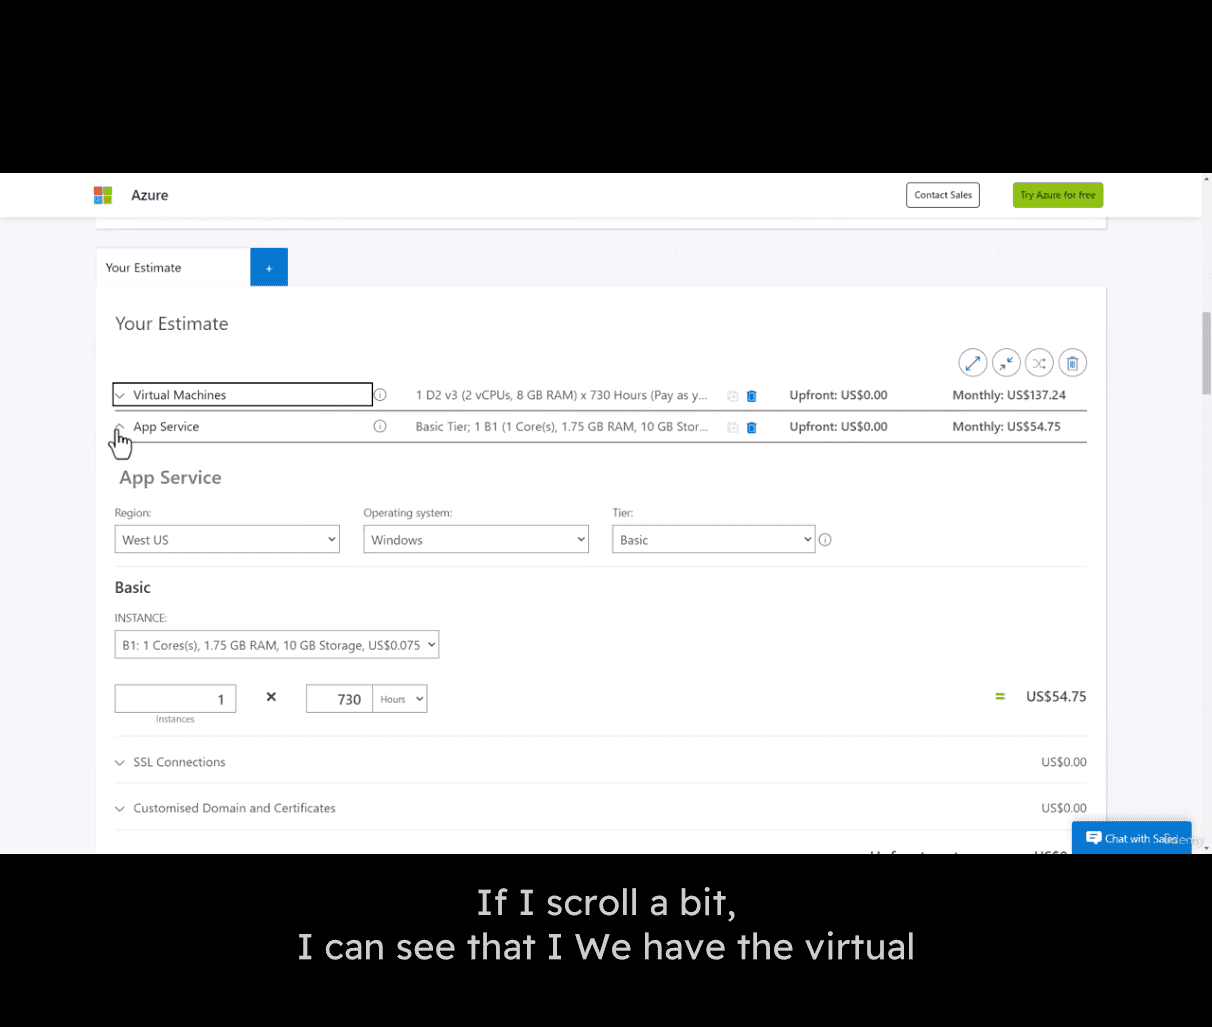 Azure
Contact Sales
Try Azure for free
Your Estimate
+
Your Estimate
Virtual Machines
1 D2 v3 (2 vCPUs, 8 GB RAM) x 730 Hours (Pay as y...
Upfront: US$0.00
Monthly: US$137.24
App Service
Basic Tier; 1 B1 (1 Core(s), 1.75 GB RAM, 10 GB Stor...
Upfront: US$0.00
Monthly: US$54.75
App Service
Region:
Operating system:
Tier:
West US
Windows
Basic
Basic
INSTANCE:
B1: 1 Cores(s), 1.75 GB RAM, 10 GB Storage, US$0.075
1
×
730
Hours
=
US$54.75
Instances
SSL Connections
US$0.00
Customised Domain and Certificates
US$0.00
Chat with Sales
Udemy
If I scroll a bit,
I can see that I We have the virtual